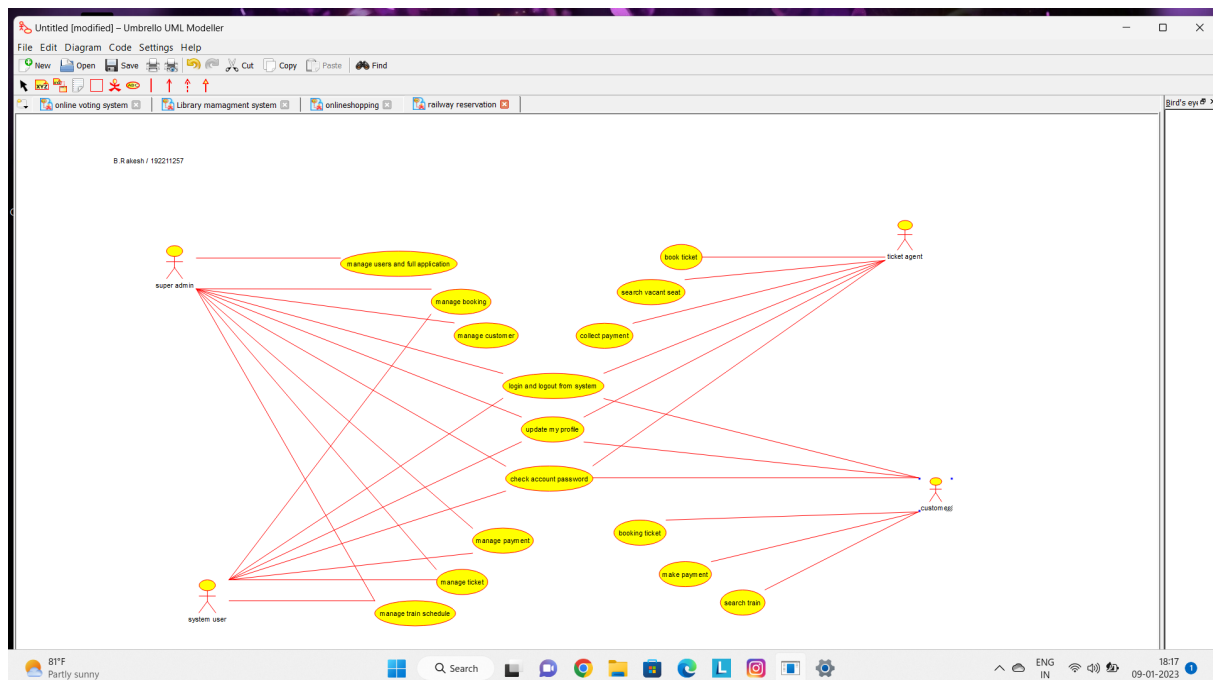 Untitled [modified] – Umbrello UML Modeller
File Edit Diagram Code Settings Help
New Open Save Cut Copy Paste Find
XYZ ABC
online voting system Library mamagment system onlineshopping railway reservation
Bird's eye
B.Rakesh / 192211257
super admin
manage users and full application
manage booking
manage customer
book ticket
ticket agent
search vacant seat
collect payment
login and logout from system
update my profile
check account password
customer
booking ticket
make payment
search train
manage payment
manage ticket
manage train schedule
system user
81°F
Partly sunny
Search
L
ENG
IN
18:17
09-01-2023
1